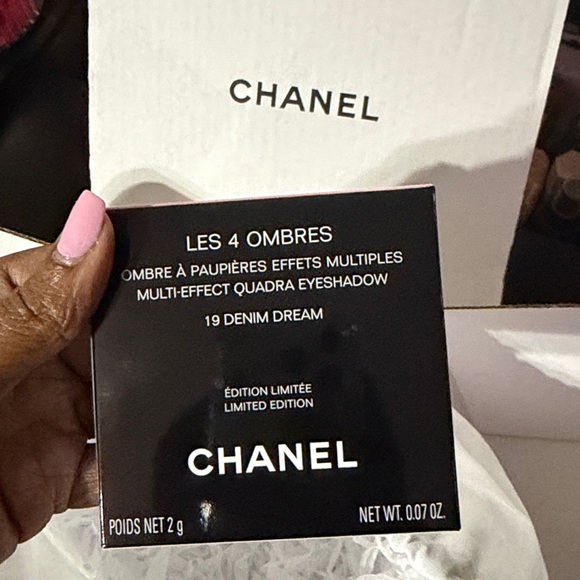 CHANEL
LES 4 OMBRES
OMBRE À PAUPIÈRES EFFETS MULTIPLES
MULTI-EFFECT QUADRA EYESHADOW
19 DENIM DREAM
ÉDITION LIMITÉE
LIMITED EDITION
CHANEL
POIDS NET 2 g
NET WT. 0.07 OZ.